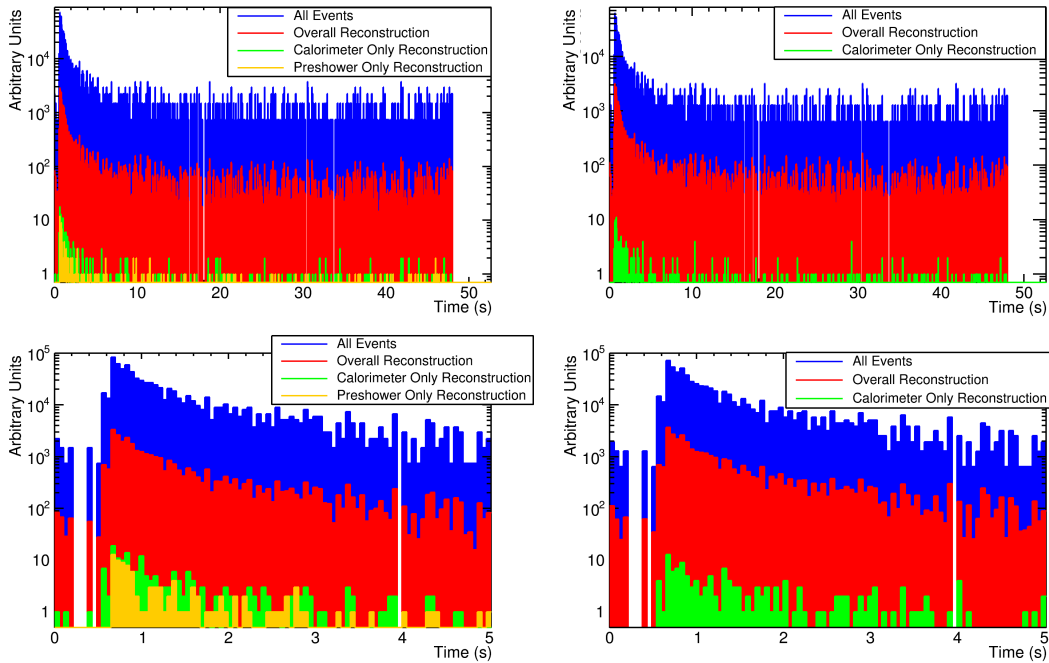 Arbitrary Units
All Events
Overall Reconstruction
Calorimeter Only Reconstruction
Preshower Only Reconstruction
10^4
10^3
10^2
10
1
0 10 20 30 40 50
Time (s)
Arbitrary Units
All Events
Overall Reconstruction
Calorimeter Only Reconstruction
10^4
10^3
10^2
10
1
0 10 20 30 40 50
Time (s)
Arbitrary Units
All Events
Overall Reconstruction
Calorimeter Only Reconstruction
Preshower Only Reconstruction
10^5
10^4
10^3
10^2
10
1
0 1 2 3 4 5
Time (s)
Arbitrary Units
All Events
Overall Reconstruction
Calorimeter Only Reconstruction
10^5
10^4
10^3
10^2
10
1
0 1 2 3 4 5
Time (s)